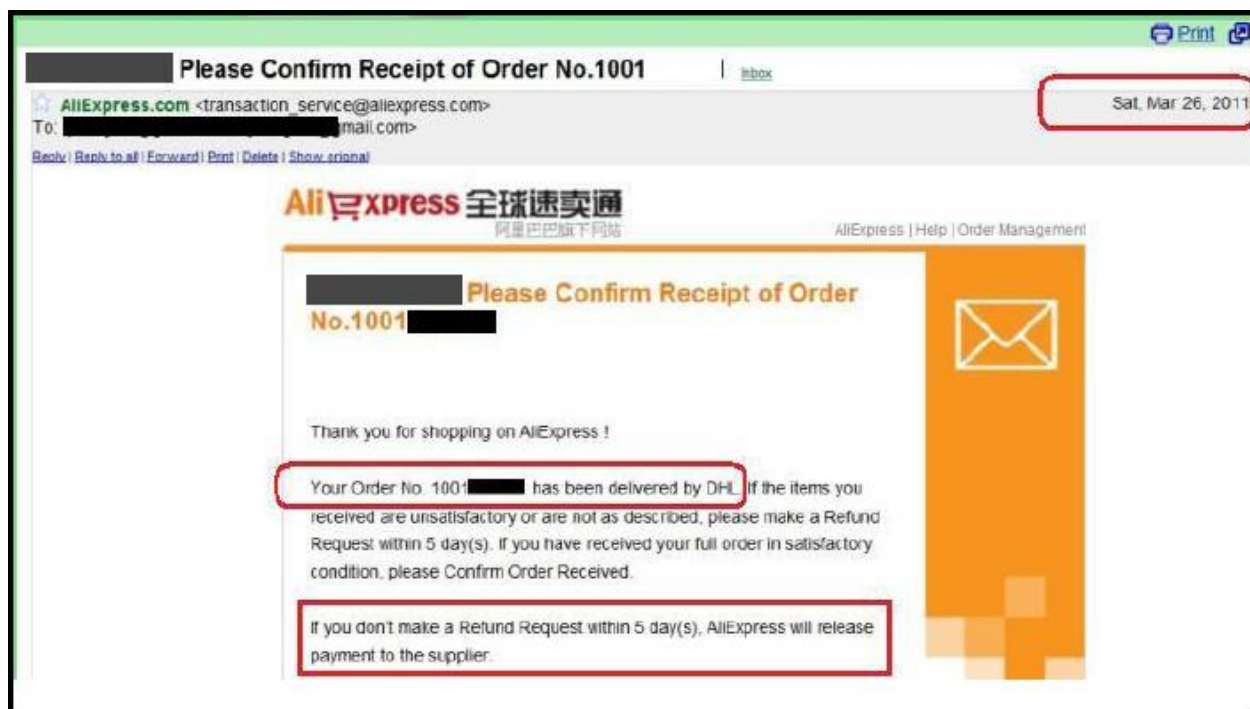 Print
Please Confirm Receipt of Order No.1001
Inbox
AliExpress.com <transaction_service@aliexpress.com>
Sat, Mar 26, 2011
To: gmail.com>
Reply | Reply to all | Forward | Print | Delete | Show original
AliExpress 全球速卖通
阿里巴巴旗下网站
AliExpress | Help | Order Management
Please Confirm Receipt of Order
No.1001
Thank you for shopping on AliExpress !
Your Order No. 1001 has been delivered by DHL. If the items you
received are unsatisfactory or are not as described, please make a Refund
Request within 5 day(s). If you have received your full order in satisfactory
condition, please Confirm Order Received.
If you don't make a Refund Request within 5 day(s), AliExpress will release
payment to the supplier.